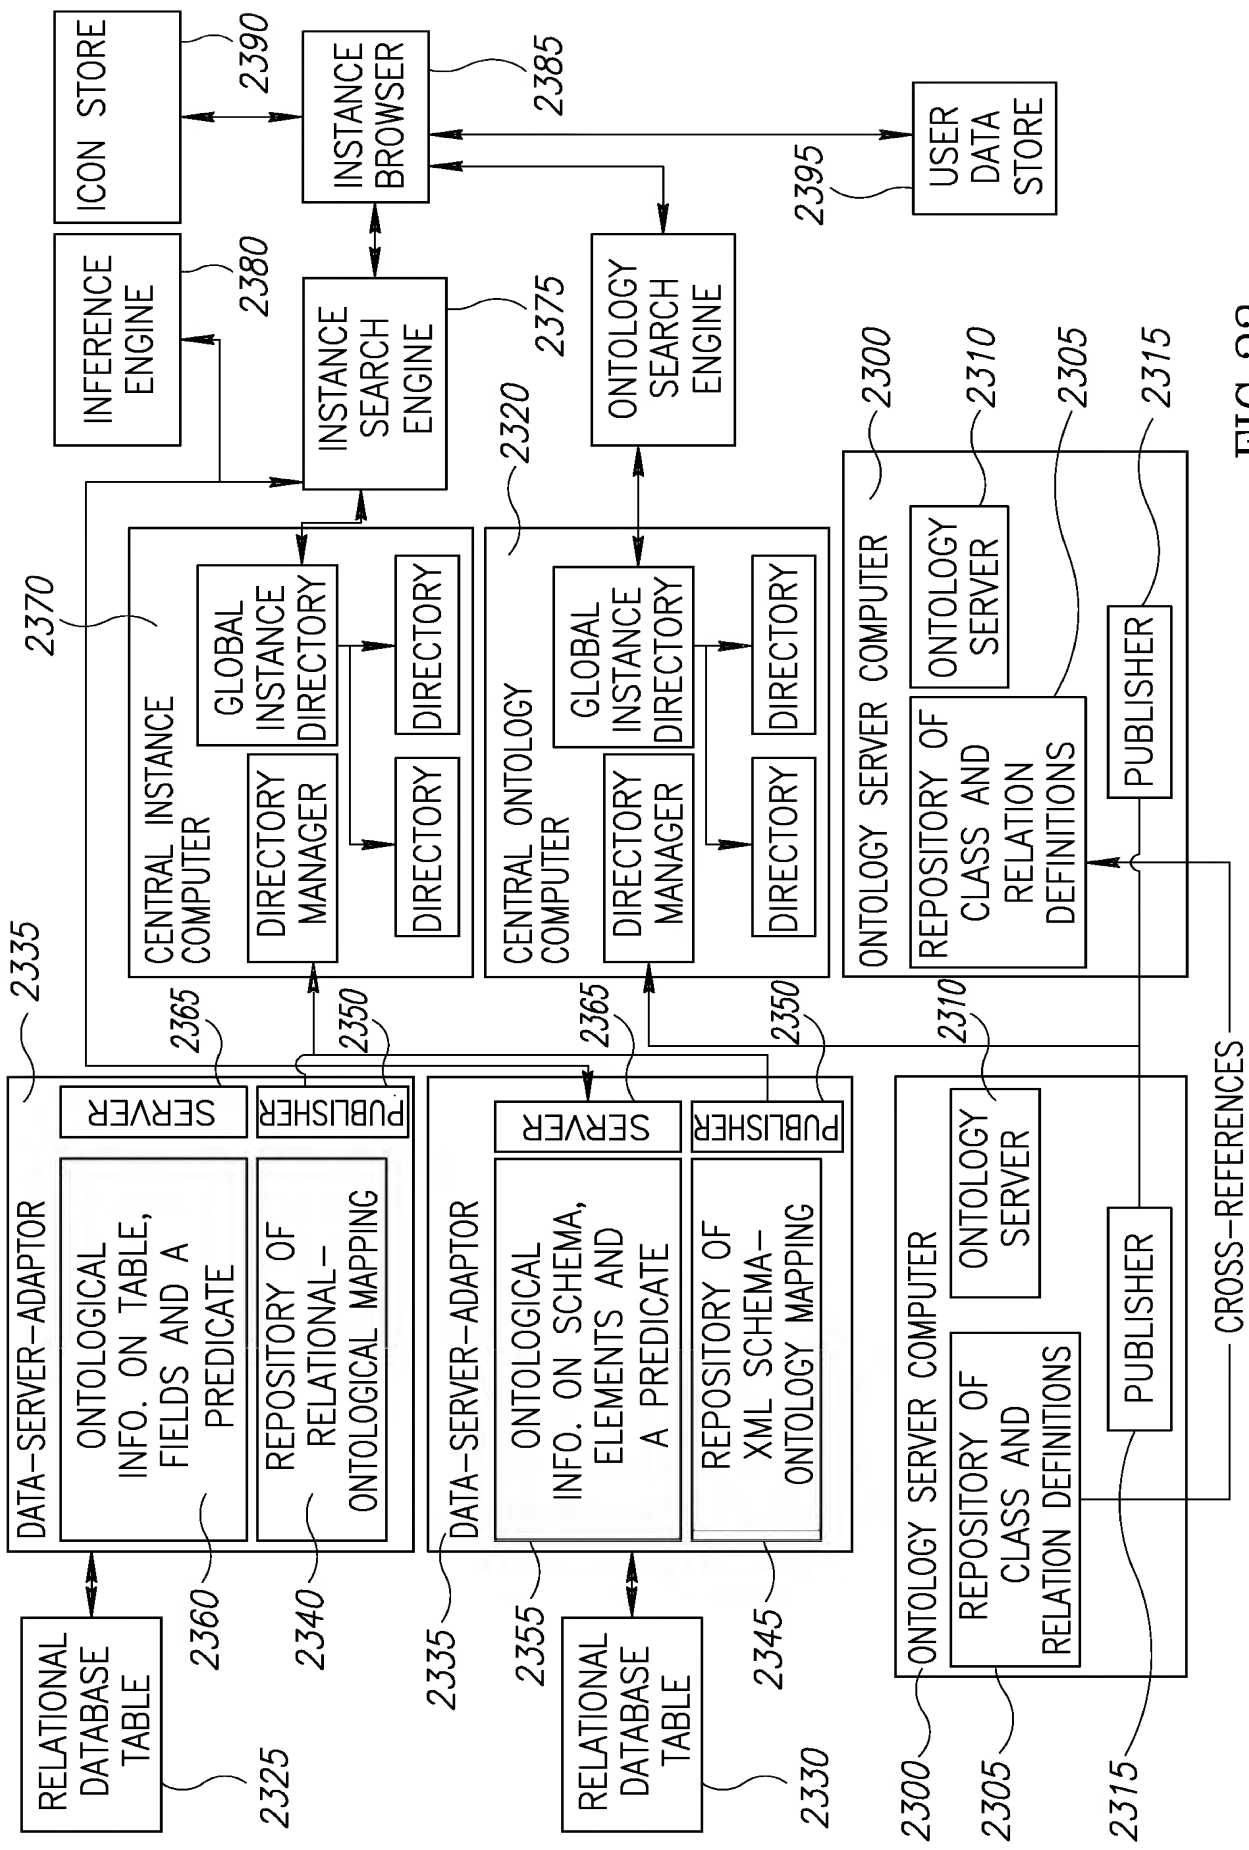 RELATIONAL
DATABASE
TABLE
2325
DATA-SERVER-ADAPTOR
2335
ONTOLOGICAL
INFO. ON TABLE,
FIELDS AND A
PREDICATE
2360
SERVER
2365
REPOSITORY OF
RELATIONAL-
ONTOLOGICAL MAPPING
2340
PUBLISHER
2350
RELATIONAL
DATABASE
TABLE
2330
DATA-SERVER-ADAPTOR
2335
ONTOLOGICAL
INFO. ON SCHEMA,
ELEMENTS AND
A PREDICATE
2355
SERVER
2365
REPOSITORY OF
XML SCHEMA-
ONTOLOGY MAPPING
2345
PUBLISHER
2350
CENTRAL INSTANCE
COMPUTER
2370
DIRECTORY
MANAGER
GLOBAL
INSTANCE
DIRECTORY
DIRECTORY
DIRECTORY
CENTRAL ONTOLOGY
COMPUTER
2320
DIRECTORY
MANAGER
GLOBAL
INSTANCE
DIRECTORY
DIRECTORY
DIRECTORY
INFERENCE
ENGINE
2380
ICON STORE
2390
INSTANCE
SEARCH
ENGINE
2375
INSTANCE
BROWSER
2385
ONTOLOGY
SEARCH
ENGINE
USER
DATA
STORE
2395
ONTOLOGY SERVER COMPUTER
2300
REPOSITORY OF
CLASS AND
RELATION DEFINITIONS
2305
ONTOLOGY
SERVER
2310
PUBLISHER
2315
ONTOLOGY SERVER COMPUTER
2300
REPOSITORY OF
CLASS AND
RELATION
DEFINITIONS
2305
ONTOLOGY
SERVER
2310
PUBLISHER
2315
CROSS-REFERENCES